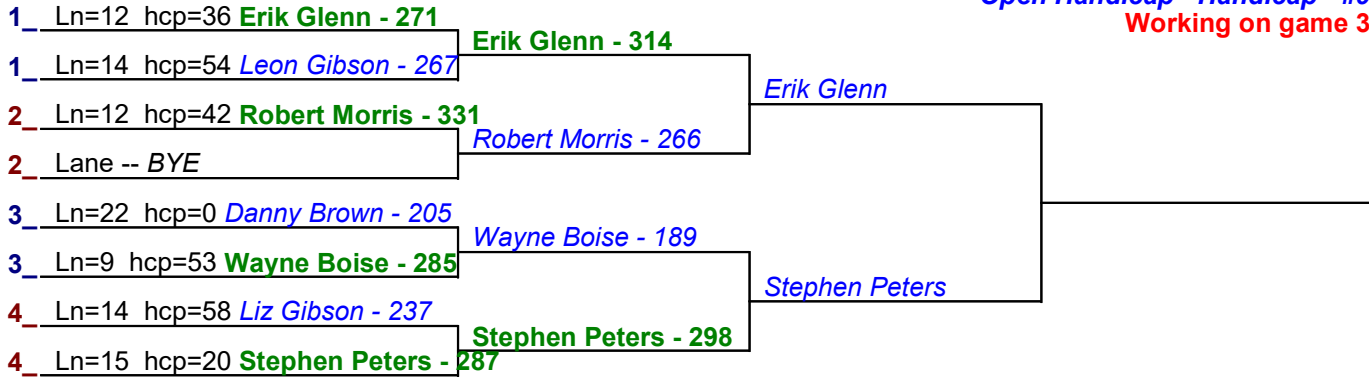 Working on game 3
1_ Ln=12 hcp=36 Erik Glenn - 271
Erik Glenn - 314
1_ Ln=14 hcp=54 Leon Gibson - 267
Erik Glenn
2_ Ln=12 hcp=42 Robert Morris - 331
Robert Morris - 266
2_ Lane -- BYE
3_ Ln=22 hcp=0 Danny Brown - 205
Wayne Boise - 189
3_ Ln=9 hcp=53 Wayne Boise - 285
Stephen Peters
4_ Ln=14 hcp=58 Liz Gibson - 237
Stephen Peters - 298
4_ Ln=15 hcp=20 Stephen Peters - 287